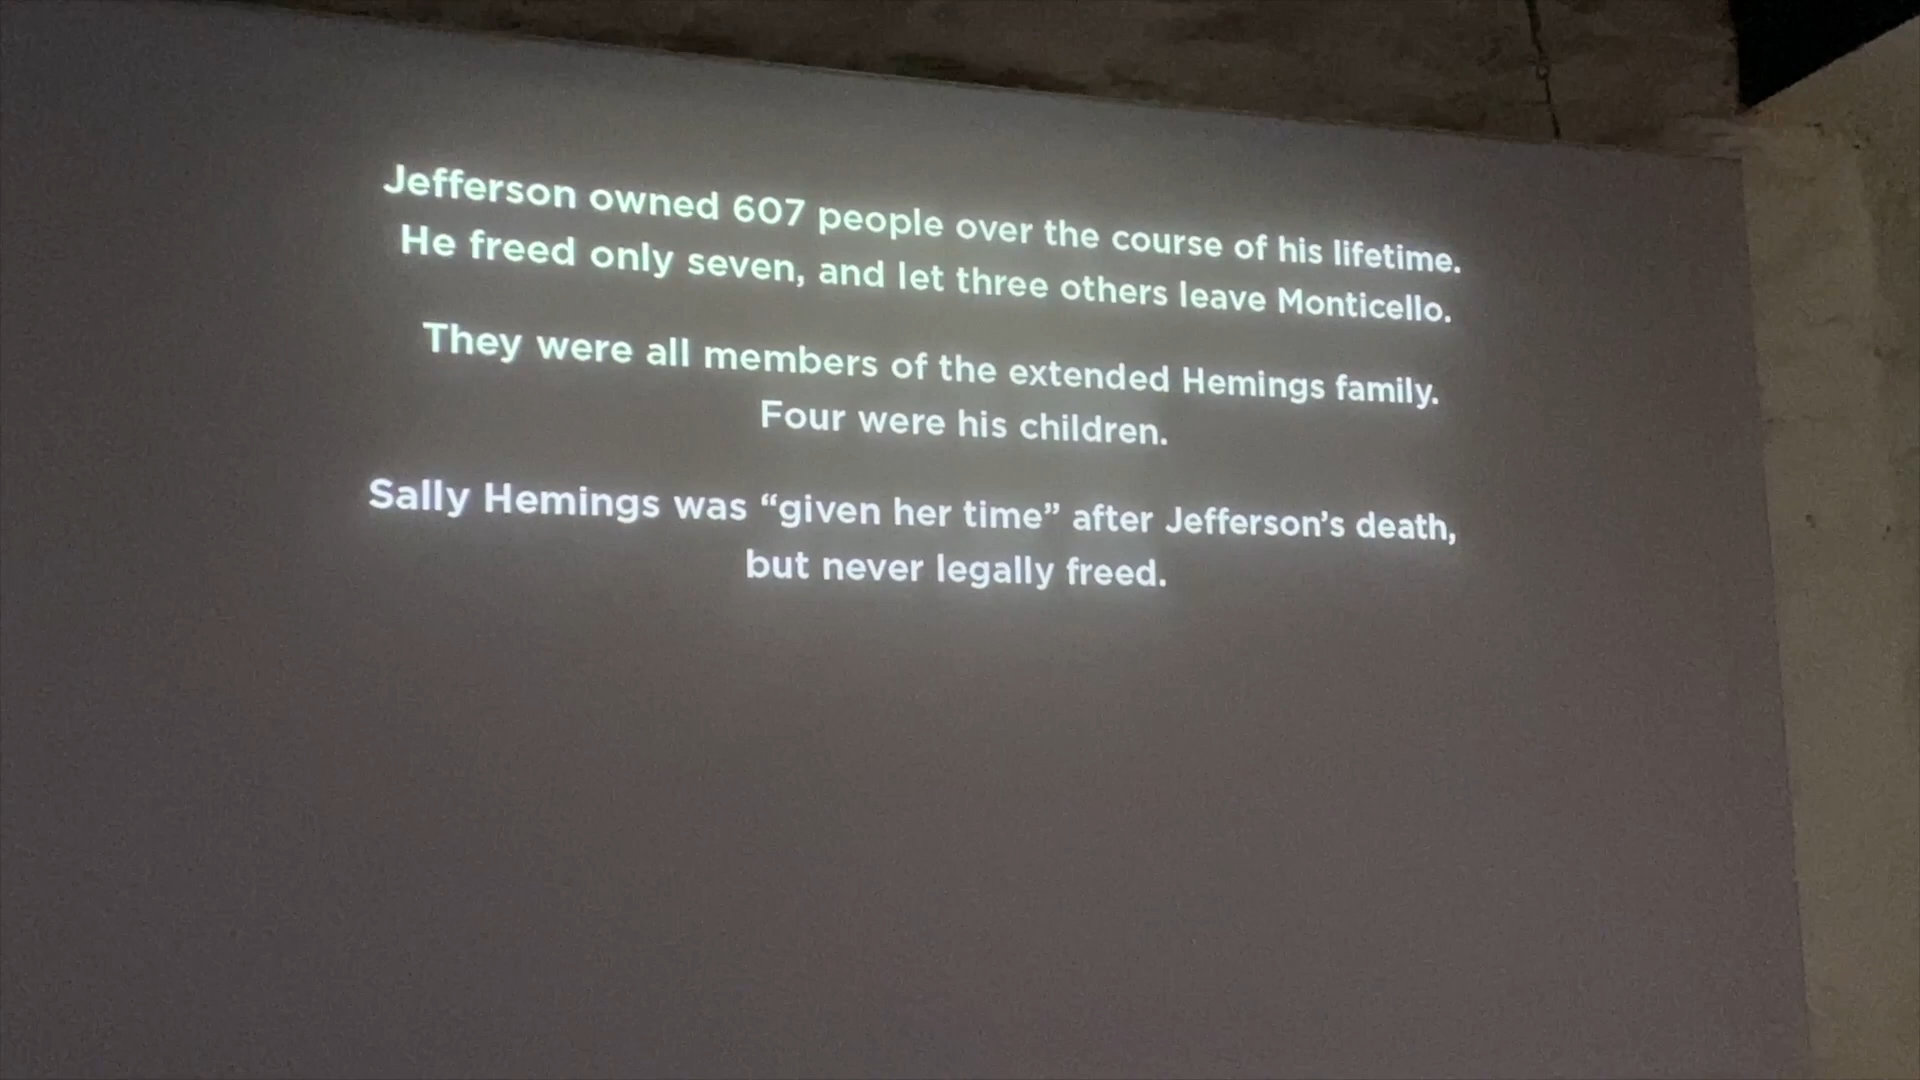 Jefferson owned 607 people over the course of his lifetime.
He freed only seven, and let three others leave Monticello.
They were all members of the extended Hemings family.
Four were his children.
Sally Hemings was “given her time” after Jefferson’s death,
but never legally freed.